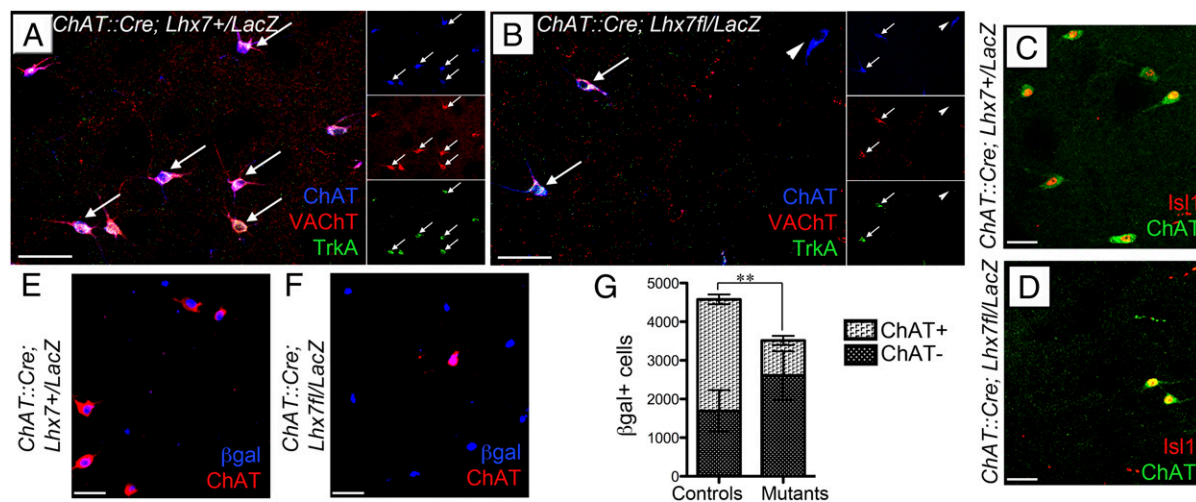 A
ChAT::Cre; Lhx7+/LacZ
ChAT
VAChT
TrkA
B
ChAT::Cre; Lhx7fl/LacZ
ChAT
VAChT
TrkA
ChAT::Cre; Lhx7+/LacZ
C
Isl1
ChAT
ChAT::Cre; Lhx7fl/LacZ
D
Isl1
ChAT
E
ChAT::Cre;
Lhx7+/LacZ
βgal
ChAT
F
ChAT::Cre;
Lhx7fl/LacZ
βgal
ChAT
G
**
βgal+ cells
5000
4000
3000
2000
1000
0
Controls
Mutants
ChAT+
ChAT-